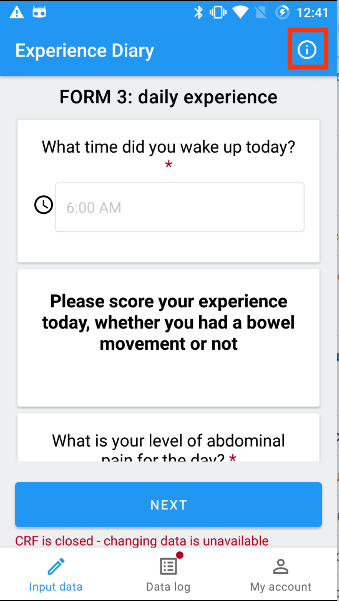 12:41
Experience Diary
FORM 3: daily experience
What time did you wake up today?
*
6:00 AM
Please score your experience
today, whether you had a bowel
movement or not
What is your level of abdominal
pain for the day? *
NEXT
CRF is closed - changing data is unavailable
Input data
Data log
My account